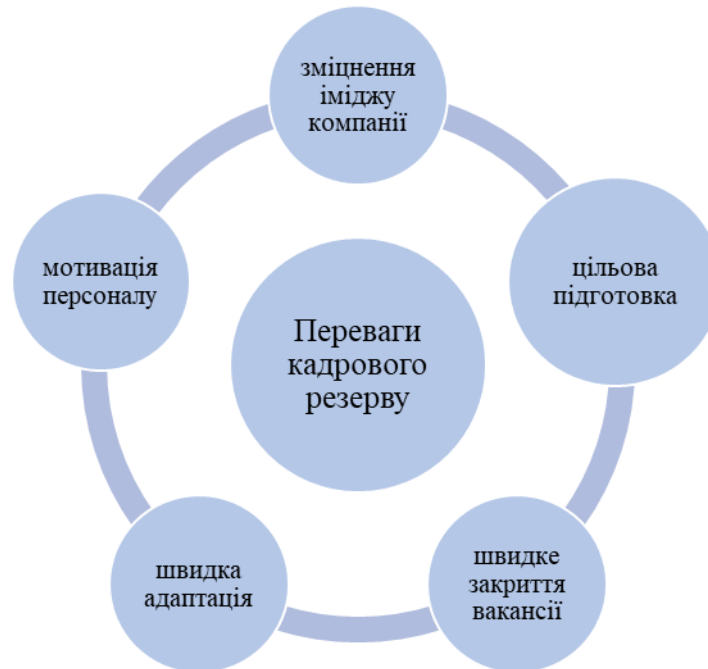 зміцнення
іміджу
компанії
цільова
підготовка
швидке
закриття
вакансії
швидка
адаптація
мотивація
персоналу
Переваги
кадрового
резерву